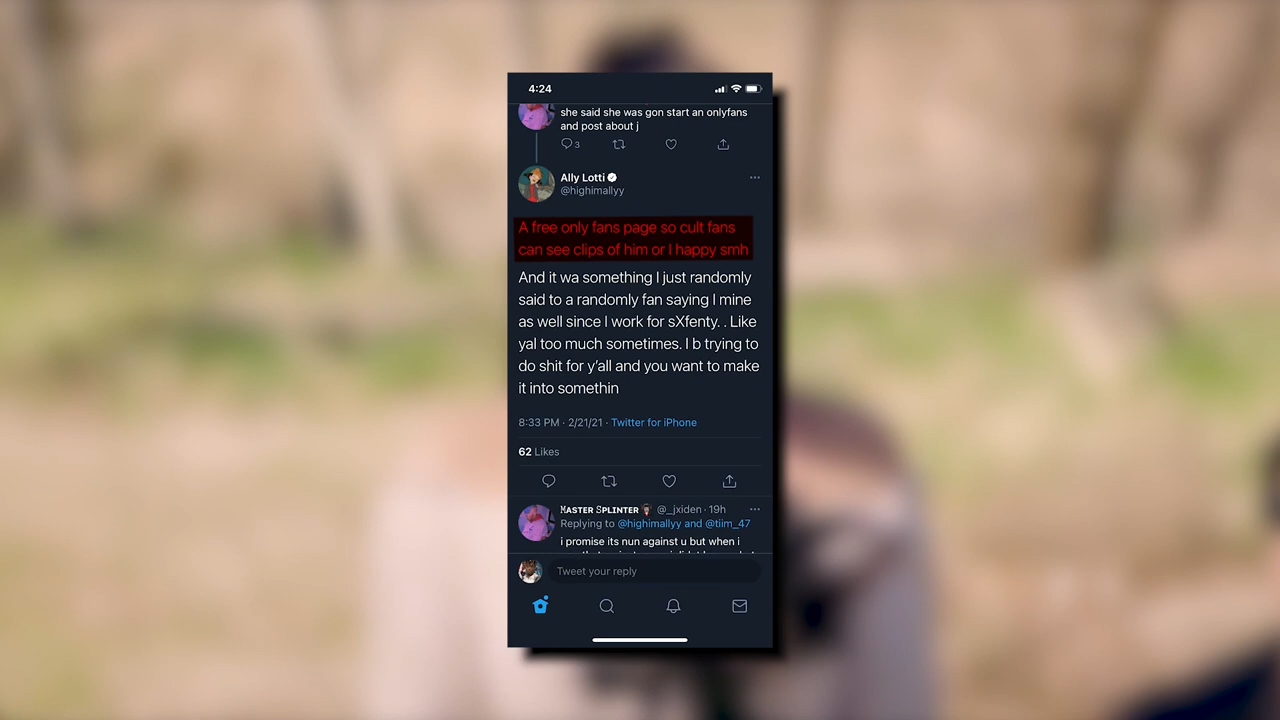 4:24
she said she was gon start an onlyfans
and post about j
3
Ally Lotti
@highimallyy
A free only fans page so cult fans
can see clips of him or I happy smh
And it wa something I just randomly
said to a randomly fan saying I mine
as well since I work for sXfenty. . Like
yal too much sometimes. I b trying to
do shit for y'all and you want to make
it into somethin
8:33 PM · 2/21/21 · Twitter for iPhone
62 Likes
Master Splinter @_jxiden · 19h
Replying to @highimallyy and @tiim_47
i promise its nun against u but when i
Tweet your reply